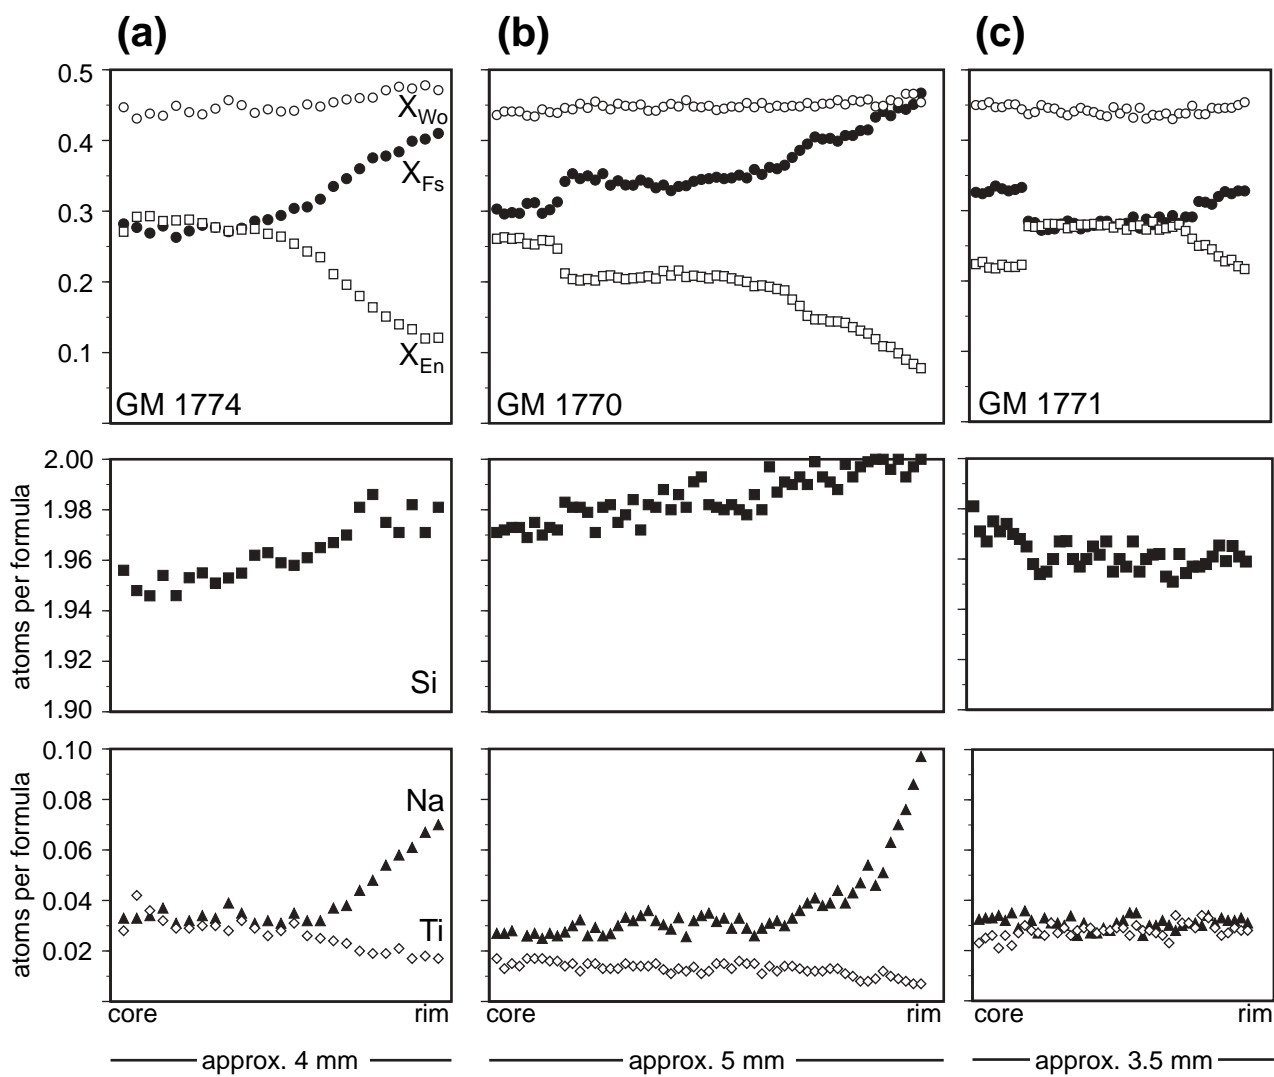 (a) (b) (c)
0.5
0.4
0.3
0.2
0.1
XWo
XFs
XEn
GM 1774 GM 1770 GM 1771
atoms per formula
2.00
1.98
1.96
1.94
1.92
1.90
Si
atoms per formula
0.10
0.08
0.06
0.04
0.02
Na
Ti
core rim core rim core rim
approx. 4 mm approx. 5 mm approx. 3.5 mm